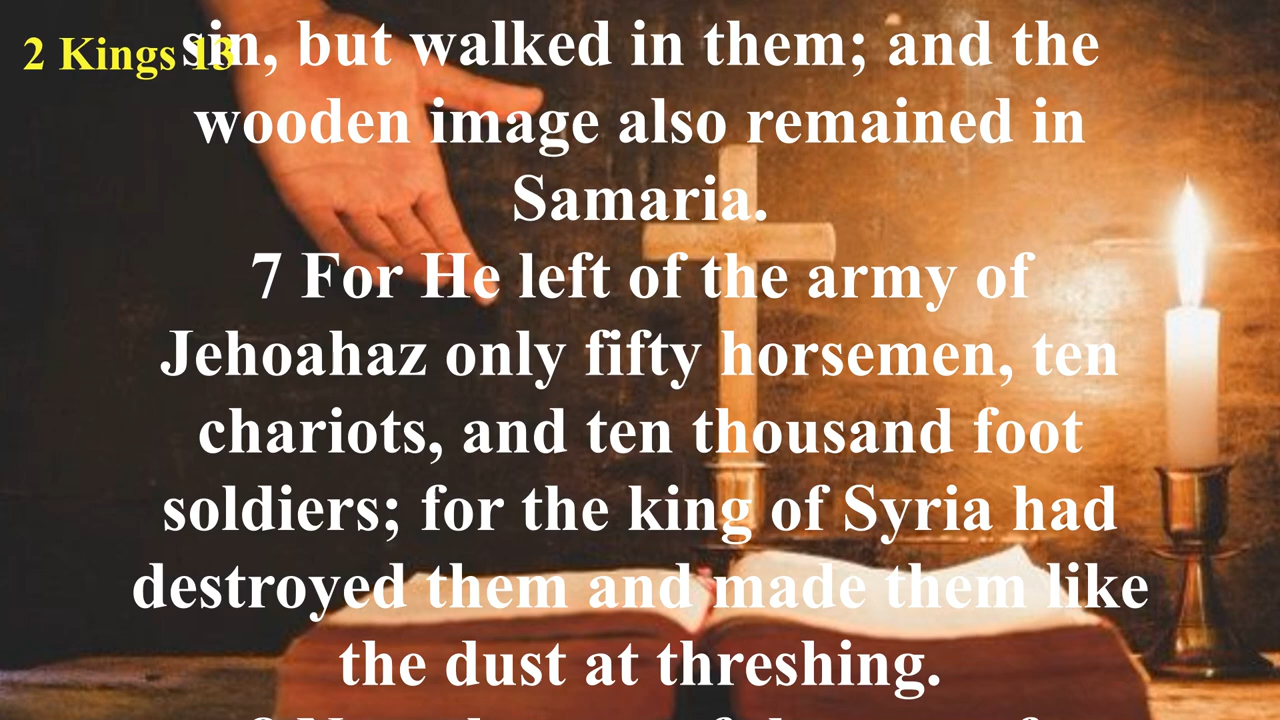 2 Kings 13
sin, but walked in them; and the
wooden image also remained in
Samaria.
7 For He left of the army of
Jehoahaz only fifty horsemen, ten
chariots, and ten thousand foot
soldiers; for the king of Syria had
destroyed them and made them like
the dust at threshing.